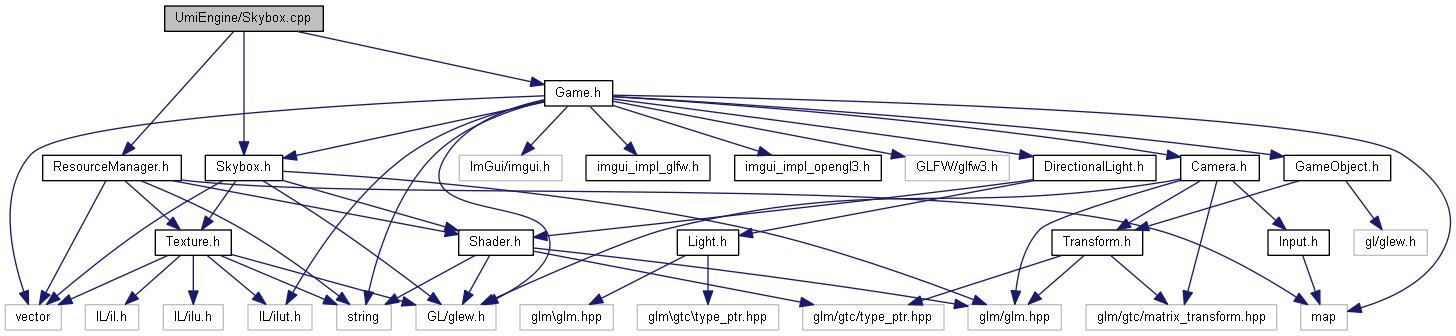 UmiEngine/Skybox.cpp
Game.h
ResourceManager.h
Skybox.h
ImGui/imgui.h
imgui_impl_glfw.h
imgui_impl_opengl3.h
GLFW/glfw3.h
DirectionalLight.h
Camera.h
GameObject.h
Texture.h
Shader.h
Light.h
Transform.h
Input.h
gl/glew.h
vector
IL/il.h
IL/ilu.h
IL/ilut.h
string
GL/glew.h
glm\glm.hpp
glm\gtc\type_ptr.hpp
glm/gtc/type_ptr.hpp
glm/glm.hpp
glm/gtc/matrix_transform.hpp
map